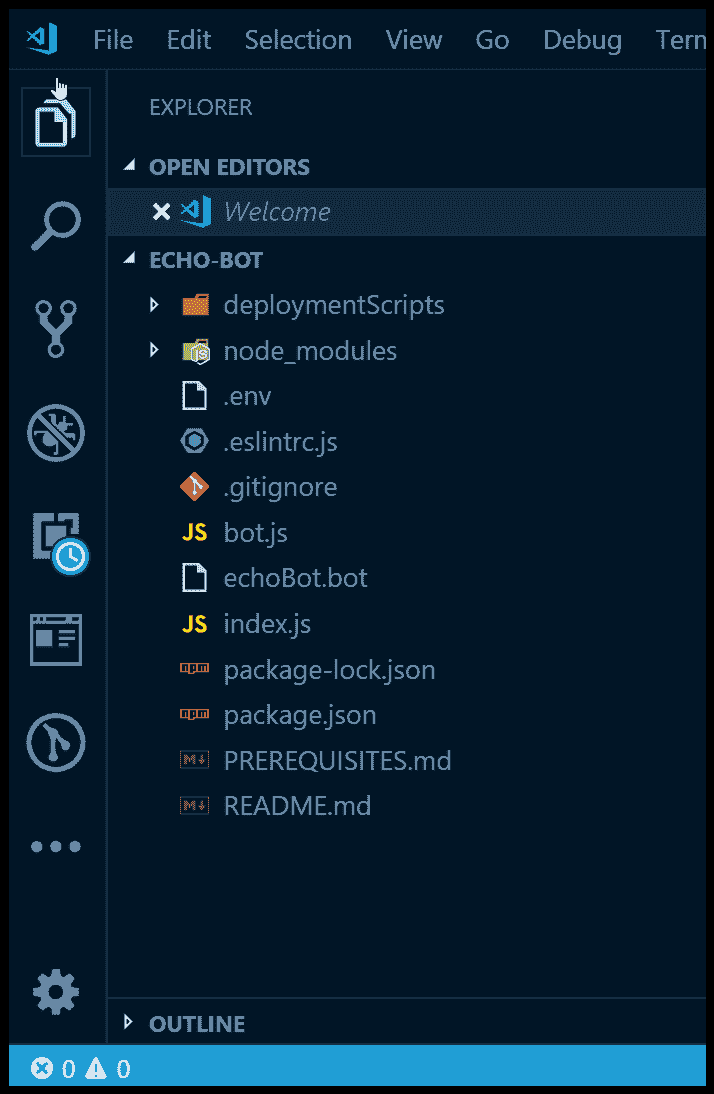 File Edit Selection View Go Debug Tern
EXPLORER
OPEN EDITORS
Welcome
ECHO-BOT
deploymentScripts
JS node_modules
.env
.eslintrc.js
.gitignore
JS bot.js
echoBot.bot
JS index.js
package-lock.json
package.json
M PREREQUISITES.md
M README.md
OUTLINE
0 0